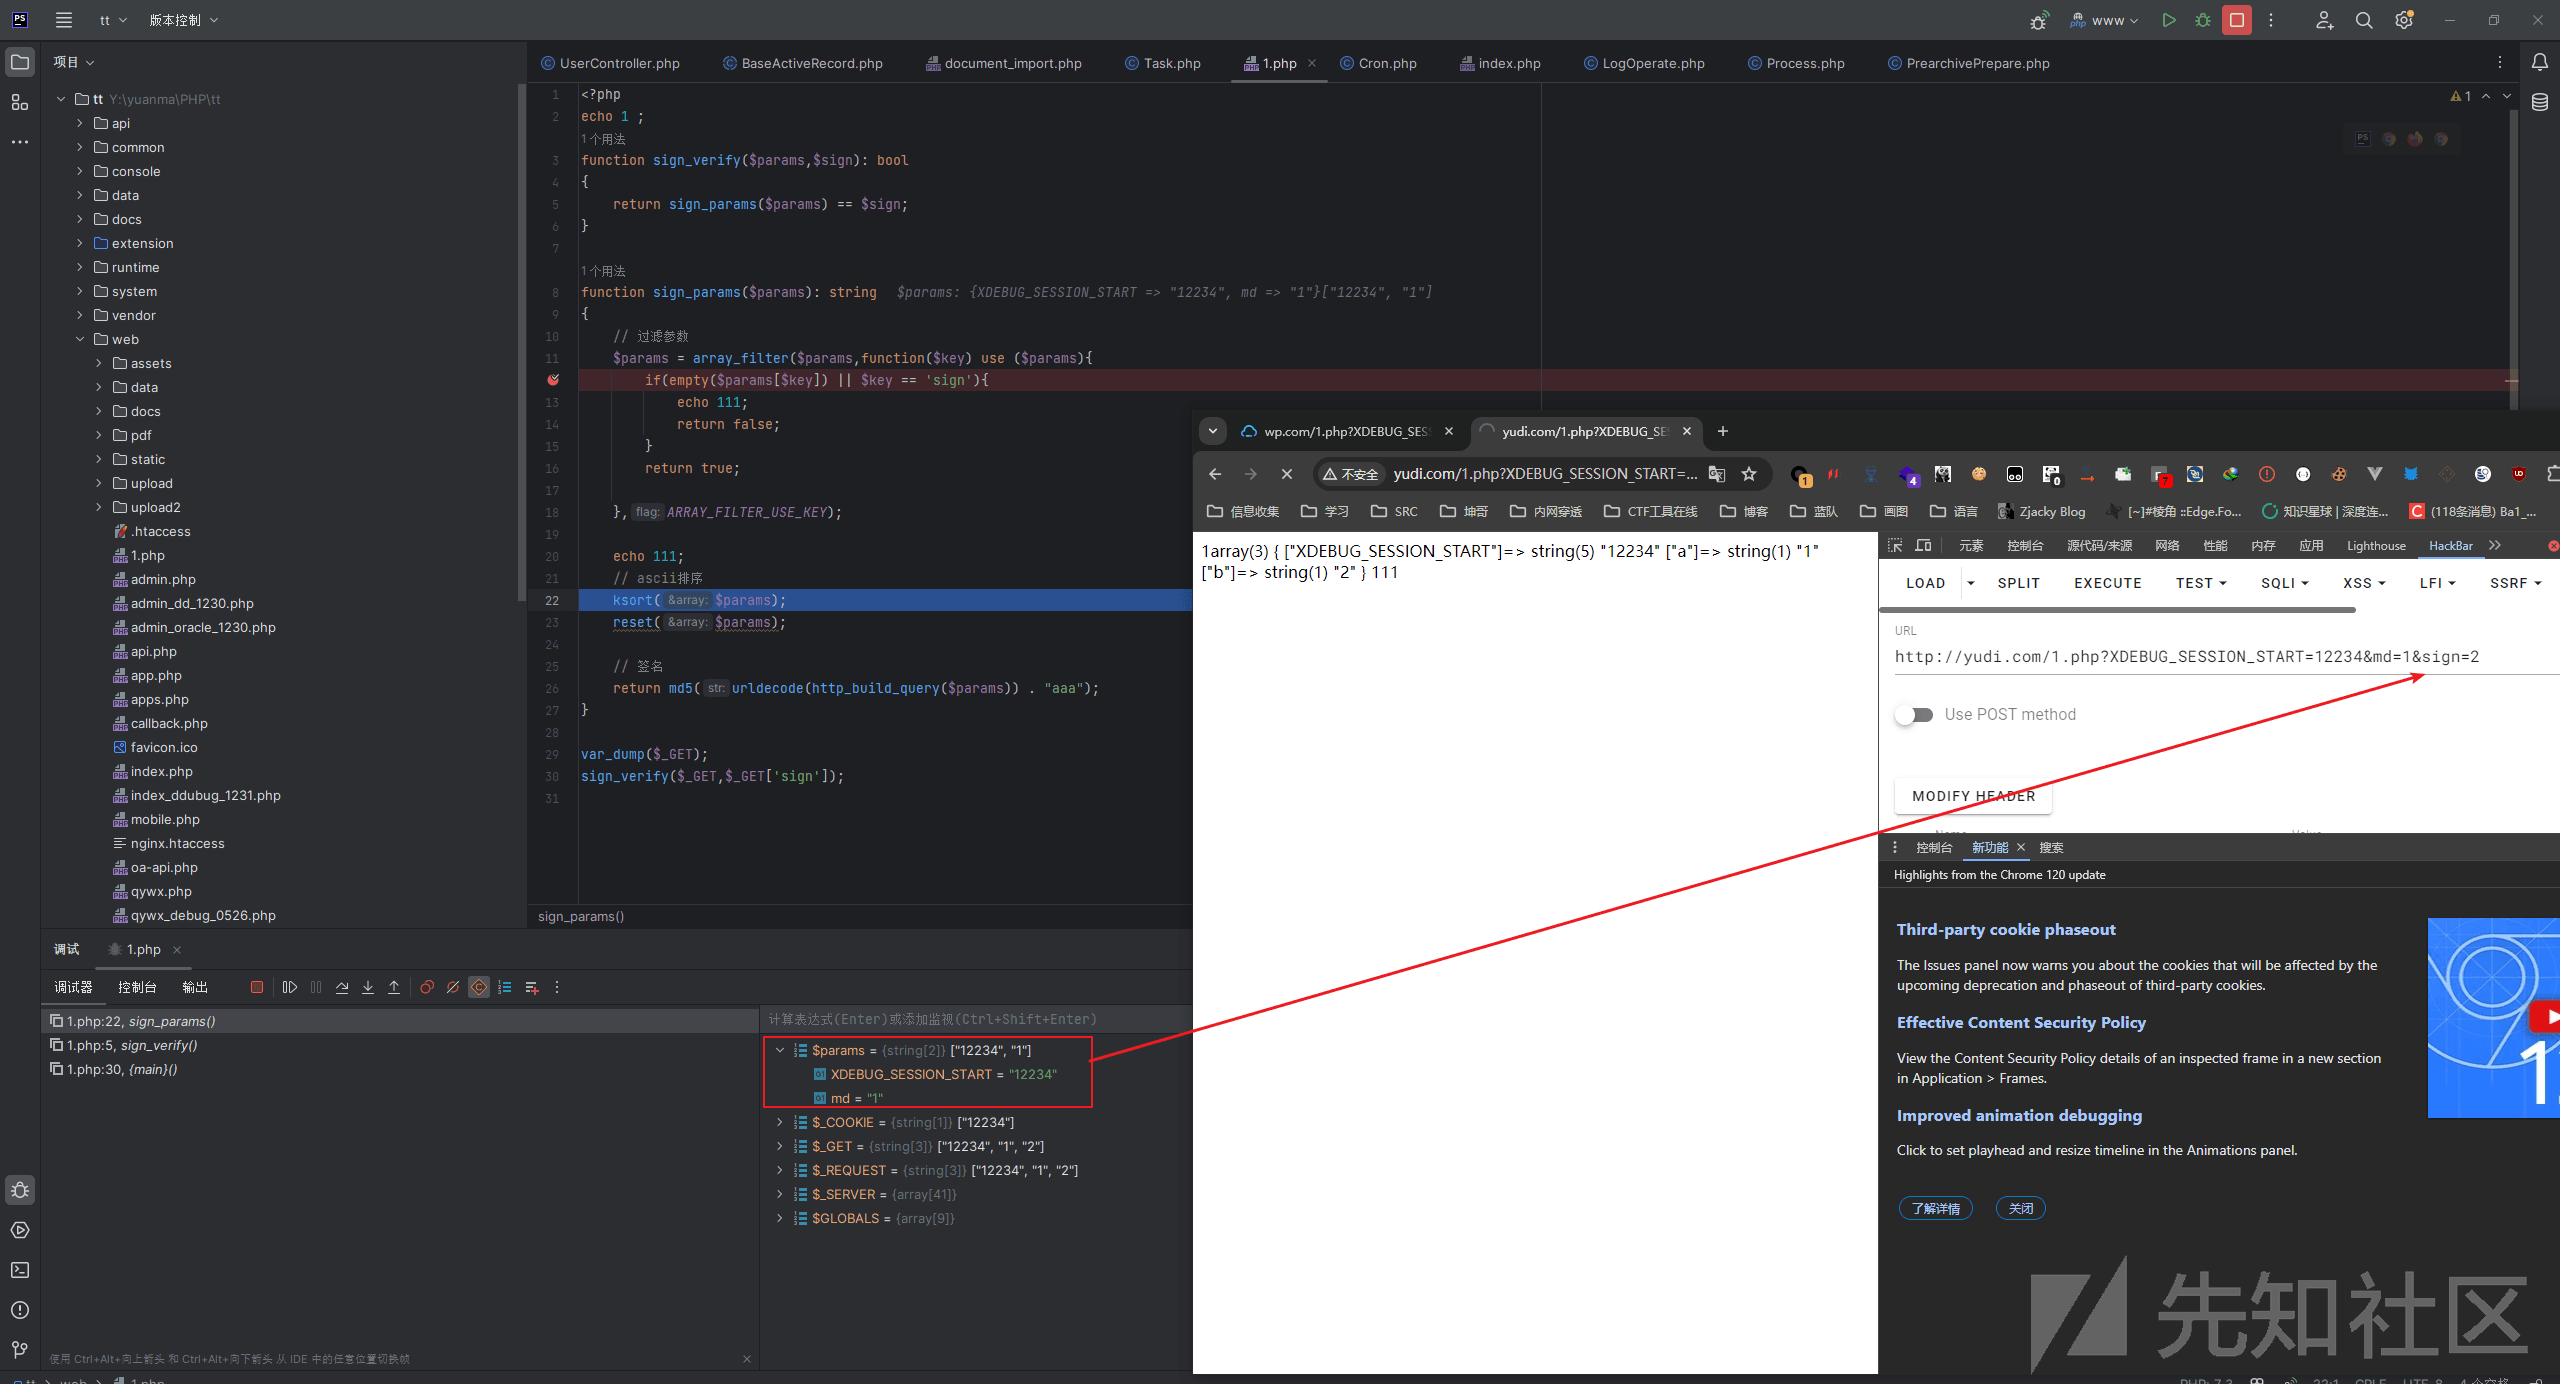 PS tt 版本控制 www
项目
tt Y:\yuanma\PHP\tt
api
common
console
data
docs
extension
runtime
system
vendor
web
assets
data
docs
pdf
static
upload
upload2
.htaccess
1.php
admin.php
admin_dd_1230.php
admin_oracle_1230.php
api.php
app.php
apps.php
callback.php
favicon.ico
index.php
index_ddubug_1231.php
mobile.php
nginx.htaccess
oa-api.php
qywx.php
qywx_debug_0526.php
UserController.php BaseActiveRecord.php document_import.php Task.php 1.php Cron.php index.php LogOperate.php Process.php PrearchivePrepare.php
1 <?php
2 echo 1 ;
1 个用法
3 function sign_verify($params,$sign): bool
4 {
5 return sign_params($params) == $sign;
6 }
7
1 个用法
8 function sign_params($params): string $params: {XDEBUG_SESSION_START => "12234", md => "1"}["12234", "1"]
9 {
10 // 过滤参数
11 $params = array_filter($params,function($key) use ($params){
if(empty($params[$key]) || $key == 'sign'){
13 echo 111;
14 return false;
15 }
16 return true;
17
18 }, flag: ARRAY_FILTER_USE_KEY);
19
20 echo 111;
21 // ascii排序
22 ksort( &array: $params);
23 reset( &array: $params);
24
25 // 签名
26 return md5( str: urldecode(http_build_query($params)) . "aaa");
27 }
28
29 var_dump($_GET);
30 sign_verify($_GET,$_GET['sign']);
31
1
sign_params()
wp.com/1.php?XDEBUG_SES yudi.com/1.php?XDEBUG_SE
不安全 yudi.com/1.php?XDEBUG_SESSION_START=...
信息收集 学习 SRC 坤哥 内网穿透 CTF工具在线 博客 蓝队 画图 语言 Zjacky Blog [~]#棱角 ::Edge.Fo... 知识星球 | 深度连... (118条消息) Ba1_...
1array(3) { ["XDEBUG_SESSION_START"]=> string(5) "12234" ["a"]=> string(1) "1"
["b"]=> string(1) "2" } 111
元素 控制台 源代码/来源 网络 性能 内存 应用 Lighthouse HackBar
LOAD SPLIT EXECUTE TEST SQLI XSS LFI SSRF
URL
http://yudi.com/1.php?XDEBUG_SESSION_START=12234&md=1&sign=2
Use POST method
MODIFY HEADER
控制台 新功能 搜索
Highlights from the Chrome 120 update
Third-party cookie phaseout
The Issues panel now warns you about the cookies that will be affected by the
upcoming deprecation and phaseout of third-party cookies.
Effective Content Security Policy
View the Content Security Policy details of an inspected frame in a new section
in Application > Frames.
Improved animation debugging
Click to set playhead and resize timeline in the Animations panel.
了解详情 关闭
调试 1.php
调试器 控制台 输出
1.php:22, sign_params()
1.php:5, sign_verify()
1.php:30, {main}()
计算表达式(Enter)或添加监视(Ctrl+Shift+Enter)
$params = {string[2]} ["12234", "1"]
XDEBUG_SESSION_START = "12234"
md = "1"
$_COOKIE = {string[1]} ["12234"]
$_GET = {string[3]} ["12234", "1", "2"]
$_REQUEST = {string[3]} ["12234", "1", "2"]
$_SERVER = {array[41]}
$GLOBALS = {array[9]}
使用 Ctrl+Alt+向上箭头 和 Ctrl+Alt+向下箭头 从 IDE 中的任意位置切换帧
先知社区